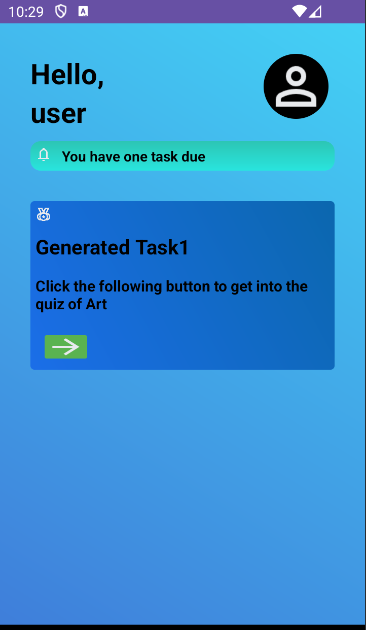 10:29
Hello,
user
You have one task due
Generated Task1
Click the following button to get into the
quiz of Art